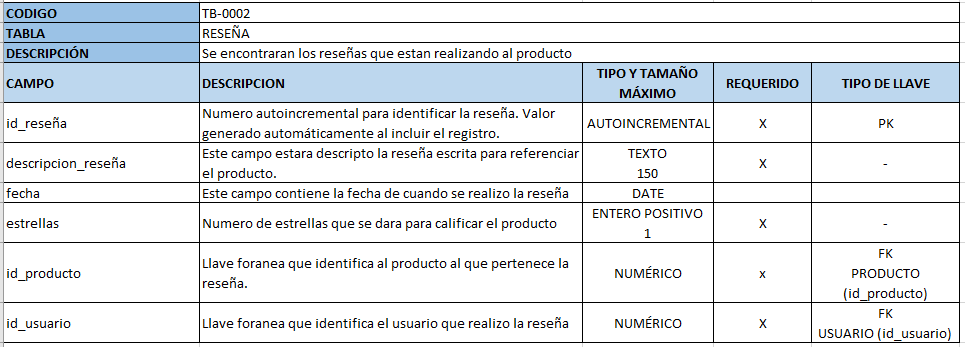 CODIGO TB-0002
TABLA RESEÑA
DESCRIPCIÓN Se encontraran los reseñas que estan realizando al producto
CAMPO DESCRIPCION TIPO Y TAMAÑO MÁXIMO REQUERIDO TIPO DE LLAVE
id_reseña Numero autoincremental para identificar la reseña. Valor
generado automáticamente al incluir el registro. AUTOINCREMENTAL X PK
descripcion_reseña Este campo estara descripto la reseña escrita para referenciar
el producto. TEXTO
150 X -
fecha Este campo contiene la fecha de cuando se realizo la reseña DATE
estrellas Numero de estrellas que se dara para calificar el producto ENTERO POSITIVO
1 X -
id_producto Llave foranea que identifica al producto al que pertenece la
reseña. NUMÉRICO x FK
PRODUCTO
(id_producto)
id_usuario Llave foranea que identifica el usuario que realizo la reseña NUMÉRICO X FK
USUARIO (id_usuario)